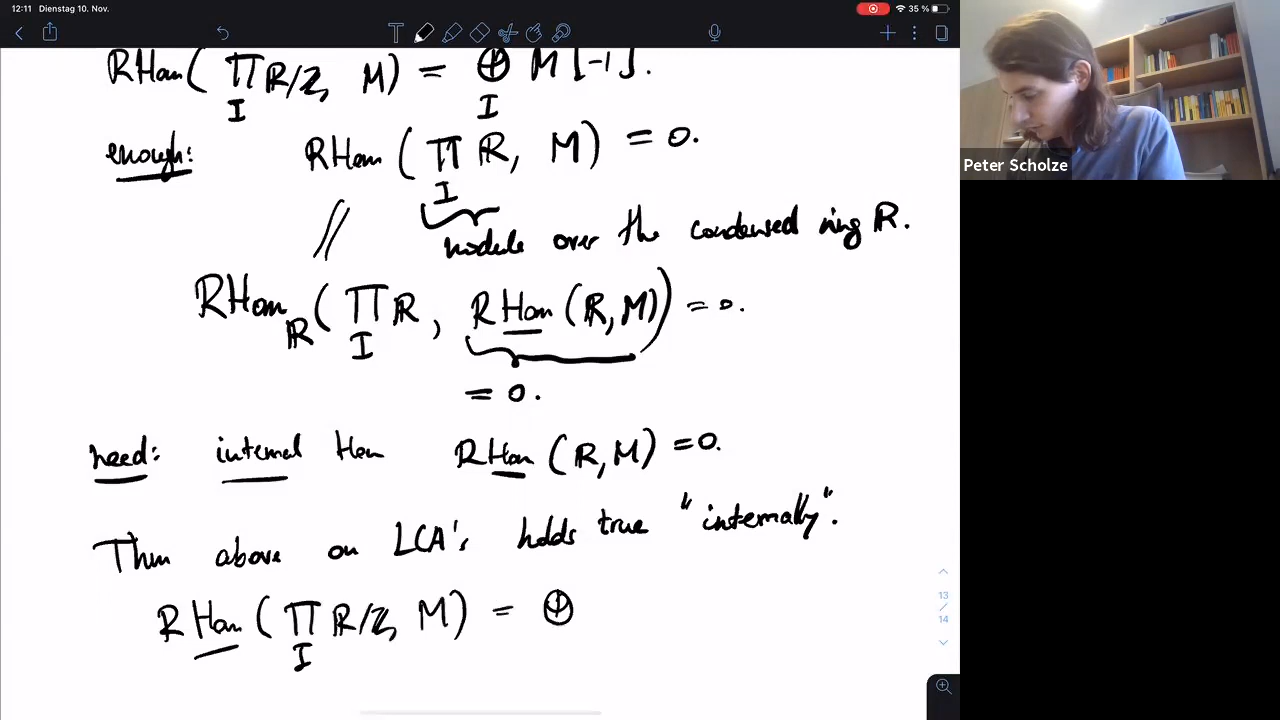 12:11 Dienstag 10. Nov.
35 %
RHom( ∏ ℝ/ℤ, M) = ⊕ M[-1].
I I
enough: RHom( ∏ ℝ, M) = 0.
I
module over the condensed ring ℝ.
RHom_ℝ( ∏ ℝ, RHom(ℝ,M)) = 0.
I
= 0.
need: internal Hom RHom(ℝ,M) = 0.
Thm above on LCA's holds true "internally".
RHom( ∏ ℝ/ℤ, M) = ⊕
I
13
/
14
Peter Scholze